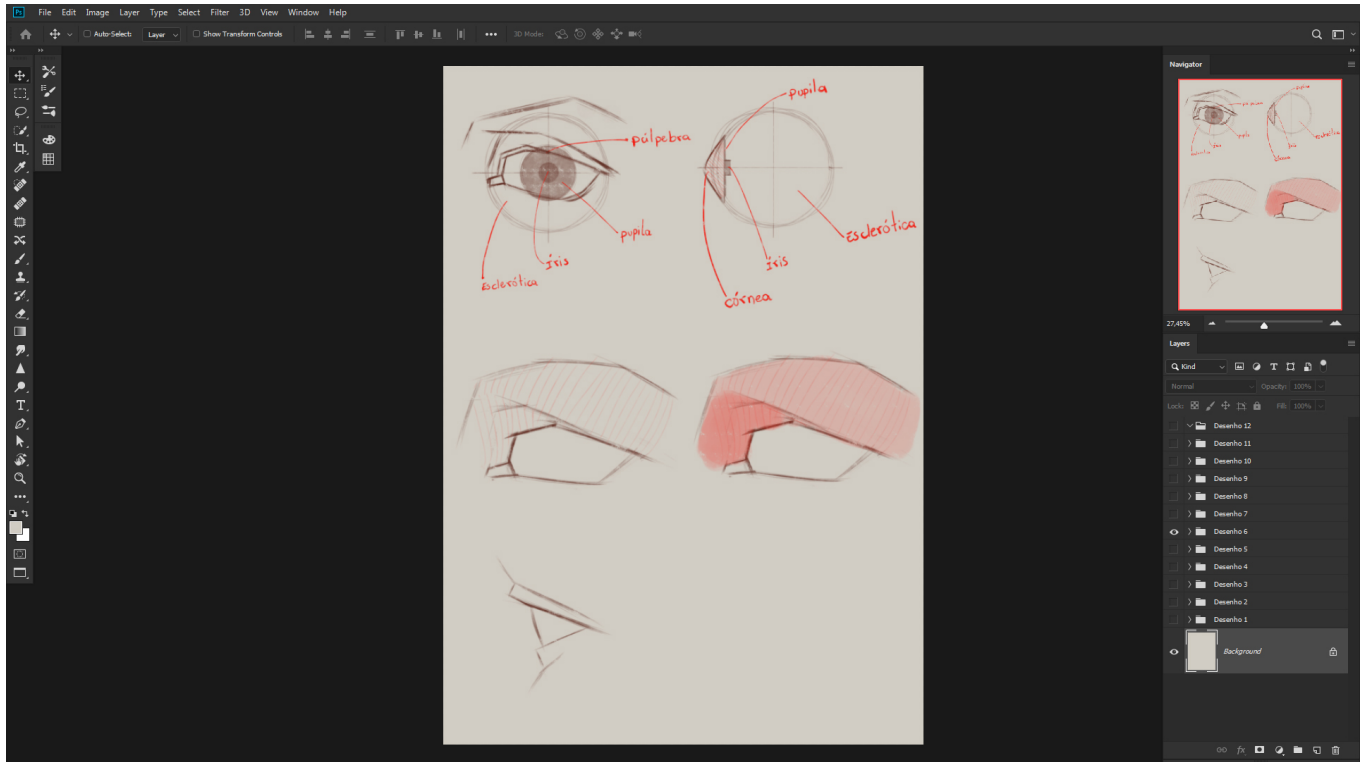 Ps File Edit Image Layer Type Select Filter 3D View Window Help
Auto-Select: Layer Show Transform Controls 3D Mode:
Navigator
27,45%
Layers
Kind
Normal Opacity: 100%
Lock: Fill: 100%
Desenho 12
Desenho 11
Desenho 10
Desenho 9
Desenho 8
Desenho 7
Desenho 6
Desenho 5
Desenho 4
Desenho 3
Desenho 2
Desenho 1
Background
fx
pálpebra
pupila
Íris
Esclerótica
pupila
Esclerótica
Íris
córnea